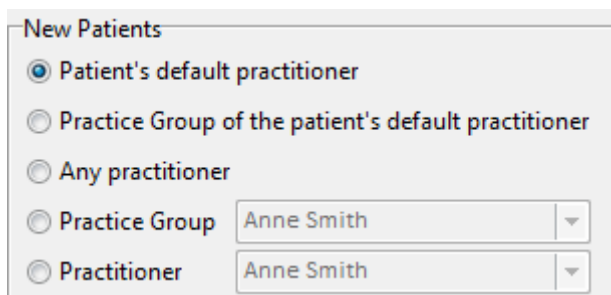 New Patients
Patient's default practitioner
Practice Group of the patient's default practitioner
Any practitioner
Practice Group Anne Smith
Practitioner Anne Smith